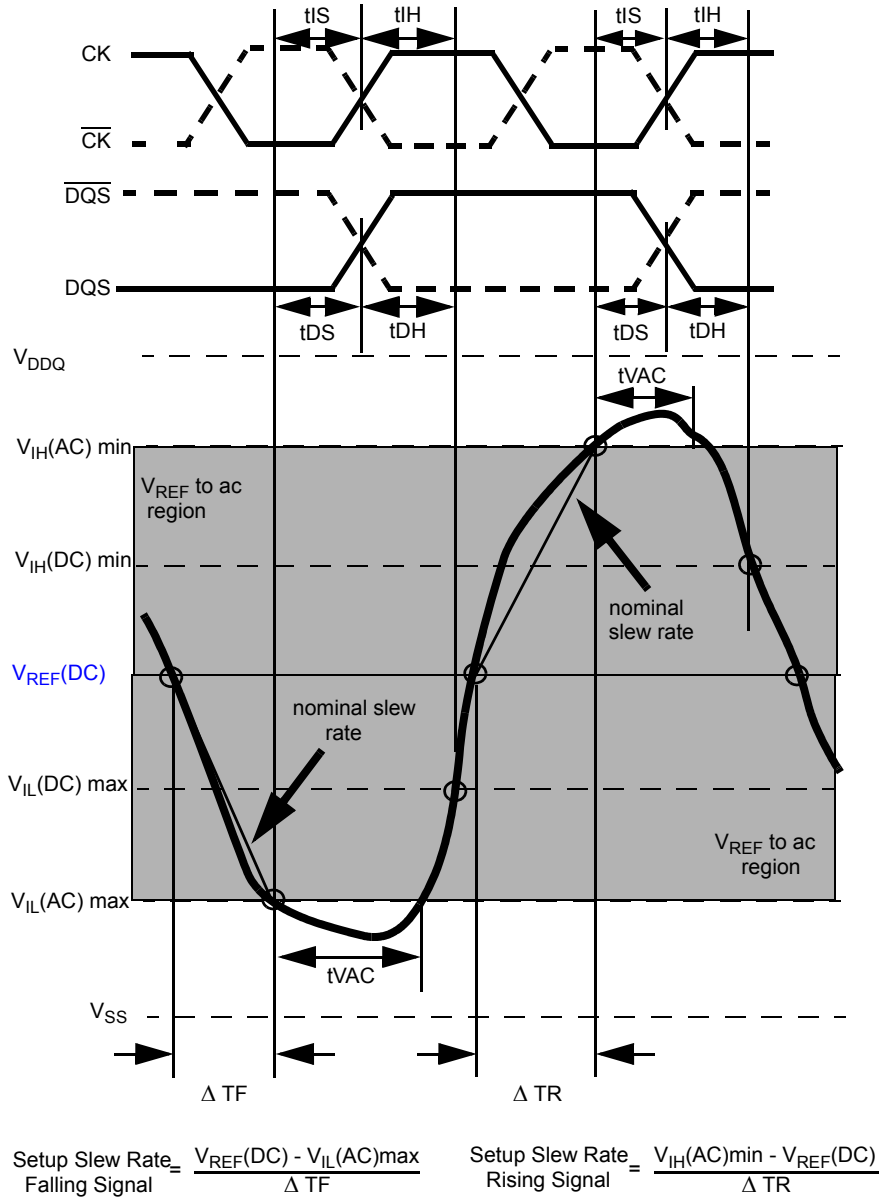 tIS tIH tIS tIH
CK
CK
DQS
DQS
tDS tDH tDS tDH
VDDQ
tVAC
VIH(AC) min
VREF to ac
region
VIH(DC) min
nominal
slew rate
VREF(DC)
nominal slew
rate
VIL(DC) max
VREF to ac
region
VIL(AC) max
tVAC
VSS
Δ TF Δ TR
Setup Slew Rate
Falling Signal
= VREF(DC) - VIL(AC)max
Δ TF
Setup Slew Rate
Rising Signal
= VIH(AC)min - VREF(DC)
Δ TR